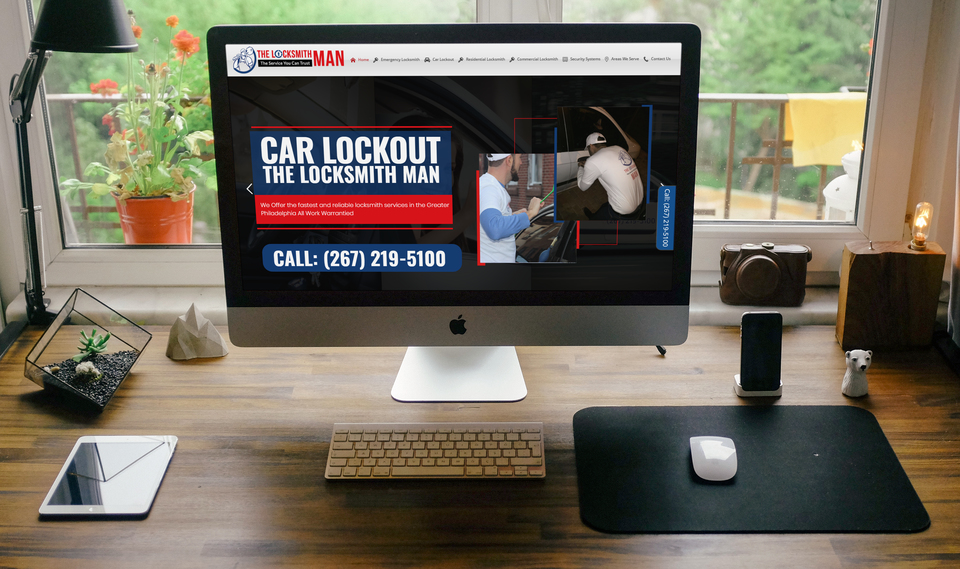 THE LOCKSMITH MAN
The Service You Can Trust
Home Emergency Locksmith Car Lockout Residential Locksmith Commercial Locksmith Security Systems Areas We Serve Contact Us
CAR LOCKOUT
THE LOCKSMITH MAN
We Offer the fastest and reliable locksmith services in the Greater
Philadelphia All Work Warrantied
CALL: (267) 219-5100
Call: (267) 219-5100